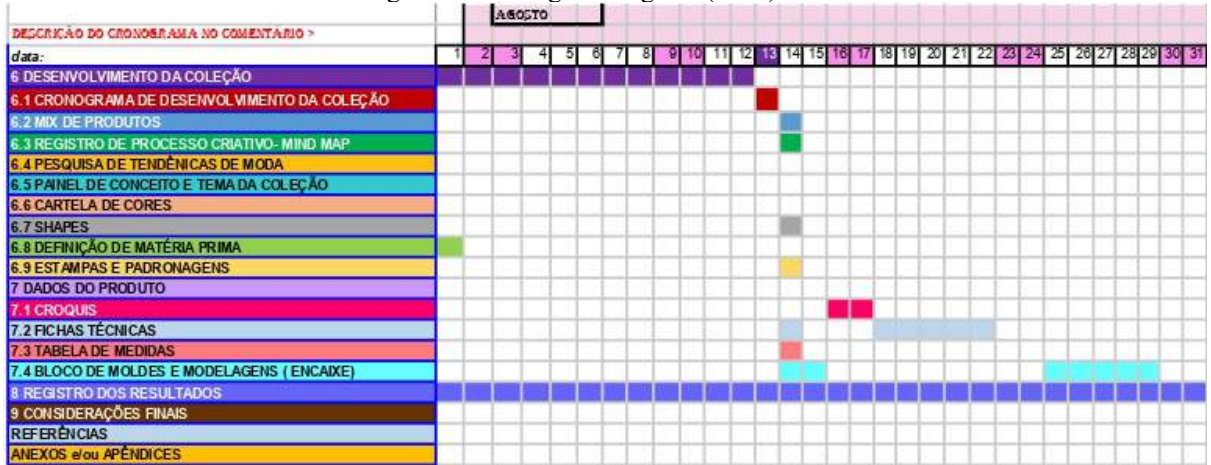 AGOSTO
DESCRIÇÃO DO CRONOGRAMA NO COMENTÁRIO >
data: 1 2 3 4 5 6 7 8 9 10 11 12 13 14 15 16 17 18 19 20 21 22 23 24 25 26 27 28 29 30 31
6 DESENVOLVIMENTO DA COLEÇÃO
6.1 CRONOGRAMA DE DESENVOLVIMENTO DA COLEÇÃO
6.2 MIX DE PRODUTOS
6.3 REGISTRO DE PROCESSO CRIATIVO- MIND MAP
6.4 PESQUISA DE TENDÊNICAS DE MODA
6.5 PAINEL DE CONCEITO E TEMA DA COLEÇÃO
6.6 CARTELA DE CORES
6.7 SHAPES
6.8 DEFINIÇÃO DE MATÉRIA PRIMA
6.9 ESTAMPAS E PADRONAGENS
7 DADOS DO PRODUTO
7.1 CROQUIS
7.2 FICHAS TÉCNICAS
7.3 TABELA DE MEDIDAS
7.4 BLOCO DE MOLDES E MODELAGENS ( ENCAIXE)
8 REGISTRO DOS RESULTADOS
9 CONSIDERAÇÕES FINAIS
REFERÊNCIAS
ANEXOS e/ou APÊNDICES